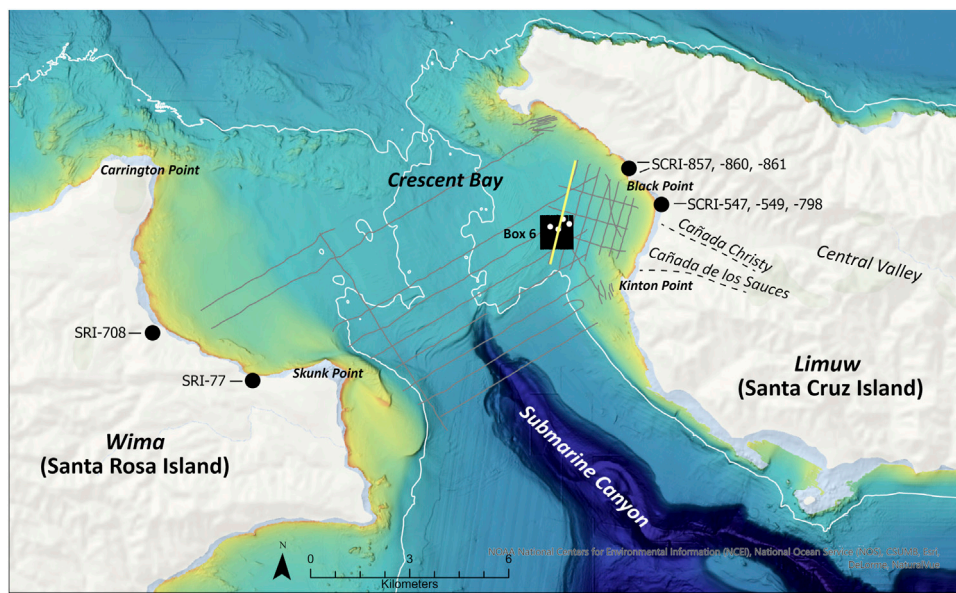 Carrington Point
Crescent Bay
SCRI-857, -860, -861
Black Point
SCRI-547, -549, -798
Box 6
Cañada Christy
Central Valley
Cañada de los Sauces
Kinton Point
SRI-708
SRI-77
Skunk Point
Limuw
(Santa Cruz Island)
Wima
(Santa Rosa Island)
Submarine Canyon
N
0 3 6
Kilometers
NOAA National Centers for Environmental Information (NCEI), National Ocean Service (NOS), Esri,
DeLorme, NaturalVue